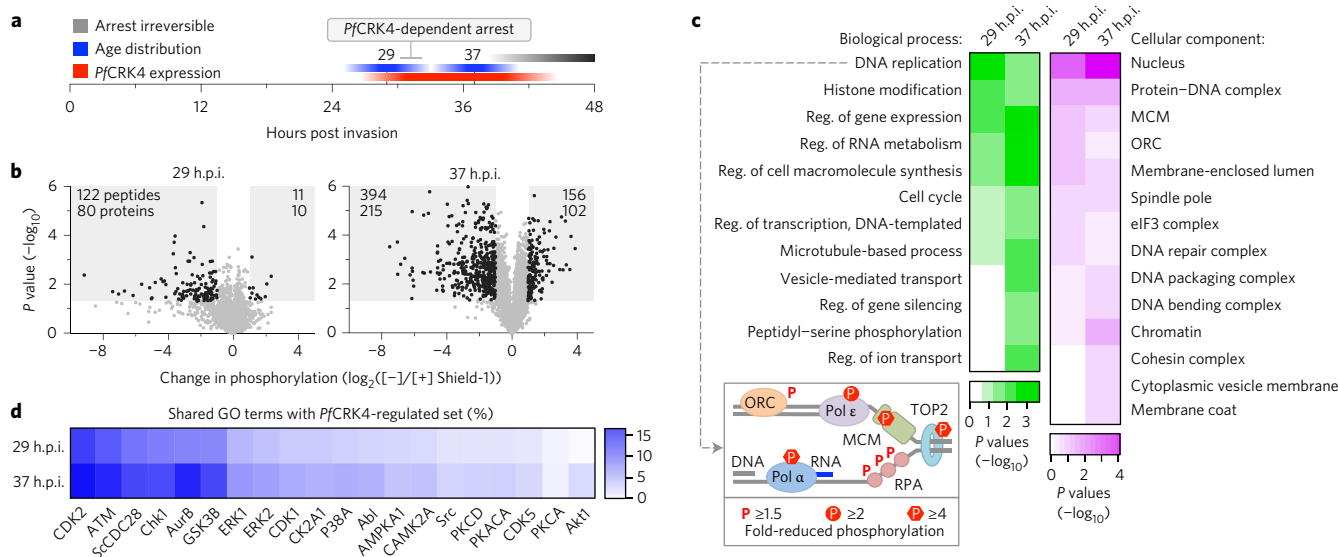 a
Arrest irreversible
Age distribution
PfCRK4 expression
PfCRK4-dependent arrest
29 37
0 12 24 36 48
Hours post invasion
b
29 h.p.i. 37 h.p.i.
122 peptides 11
80 proteins 10
394 156
215 102
P value (−log10)
6
4
2
0
6
4
2
0
−8 −4 0 4
−8 −4 0 4
Change in phosphorylation (log2([−]/[+] Shield-1))
d
Shared GO terms with PfCRK4-regulated set (%)
29 h.p.i.
37 h.p.i.
15
10
5
0
CDK2 ATM ScCDC28 Chk1 AurB GSK3B ERK1 ERK2 CDK1 CK2A1 P38A Abl AMPKA1 CAMK2A Src PKCD PKACA CDK5 PKCA Akt1
c
29 h.p.i. 37 h.p.i. 29 h.p.i. 37 h.p.i.
Biological process:
DNA replication
Histone modification
Reg. of gene expression
Reg. of RNA metabolism
Reg. of cell macromolecule synthesis
Cell cycle
Reg. of transcription, DNA-templated
Microtubule-based process
Vesicle-mediated transport
Reg. of gene silencing
Peptidyl−serine phosphorylation
Reg. of ion transport
Cellular component:
Nucleus
Protein−DNA complex
MCM
ORC
Membrane-enclosed lumen
Spindle pole
eIF3 complex
DNA repair complex
DNA packaging complex
DNA bending complex
Chromatin
Cohesin complex
Cytoplasmic vesicle membrane
Membrane coat
0 1 2 3
P values
(−log10)
0 2 4
P values
(−log10)
ORC P P Pol ε
P MCM TOP2 P
DNA P RNA
Pol α P P P RPA
P ≥1.5 P ≥2 P ≥4
Fold-reduced phosphorylation